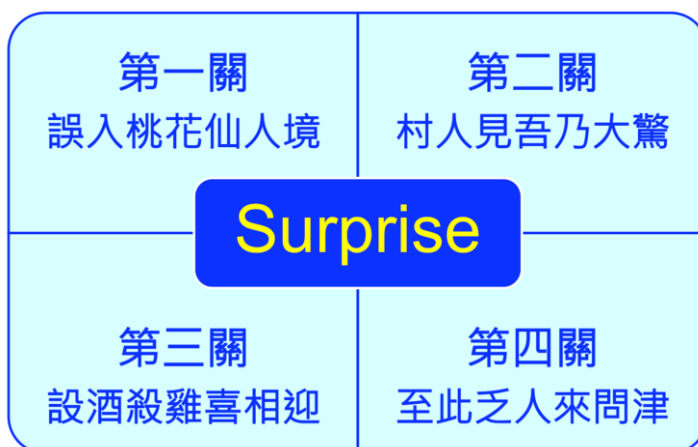 第一關
誤入桃花仙人境
第二關
村人見吾乃大驚
Surprise
第三關
設酒殺雞喜相迎
第四關
至此乏人來問津